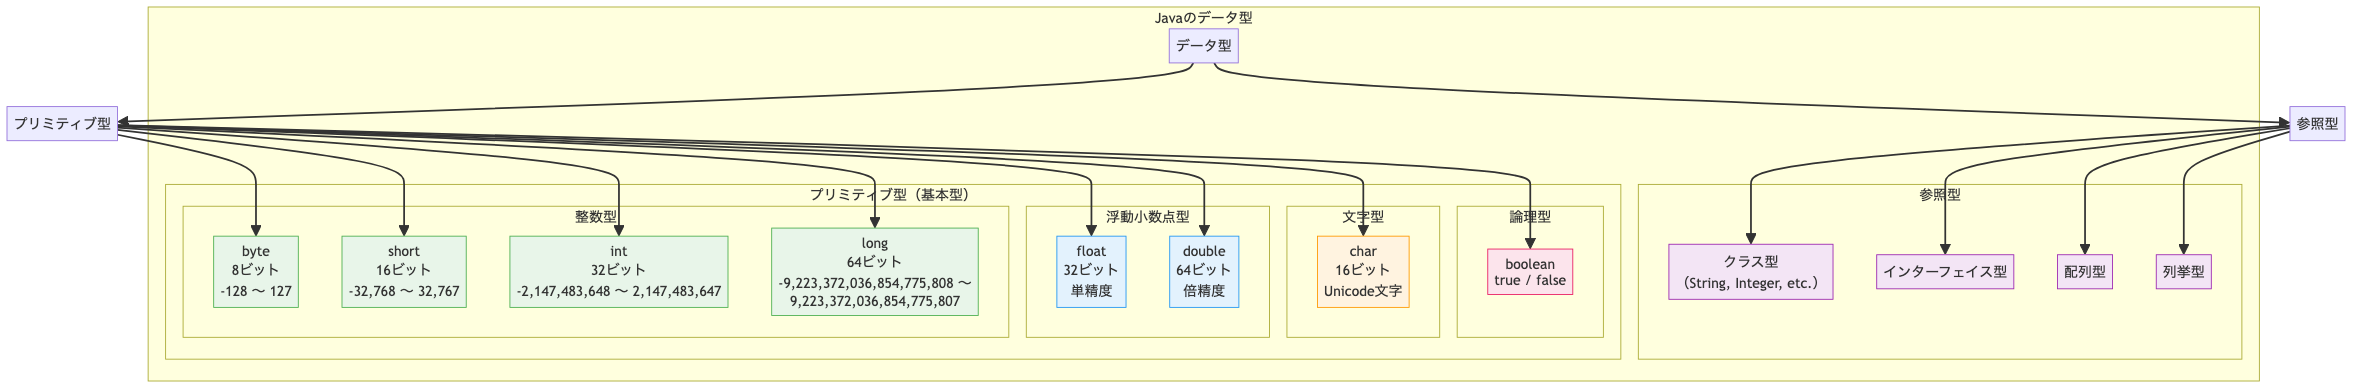 Javaのデータ型
データ型
プリミティブ型
参照型
プリミティブ型（基本型）
整数型
byte
8ビット
-128 〜 127
short
16ビット
-32,768 〜 32,767
int
32ビット
-2,147,483,648 〜 2,147,483,647
long
64ビット
-9,223,372,036,854,775,808 〜
9,223,372,036,854,775,807
浮動小数点型
float
32ビット
単精度
double
64ビット
倍精度
文字型
char
16ビット
Unicode文字
論理型
boolean
true / false
参照型
クラス型
（String, Integer, etc.）
インターフェイス型
配列型
列挙型